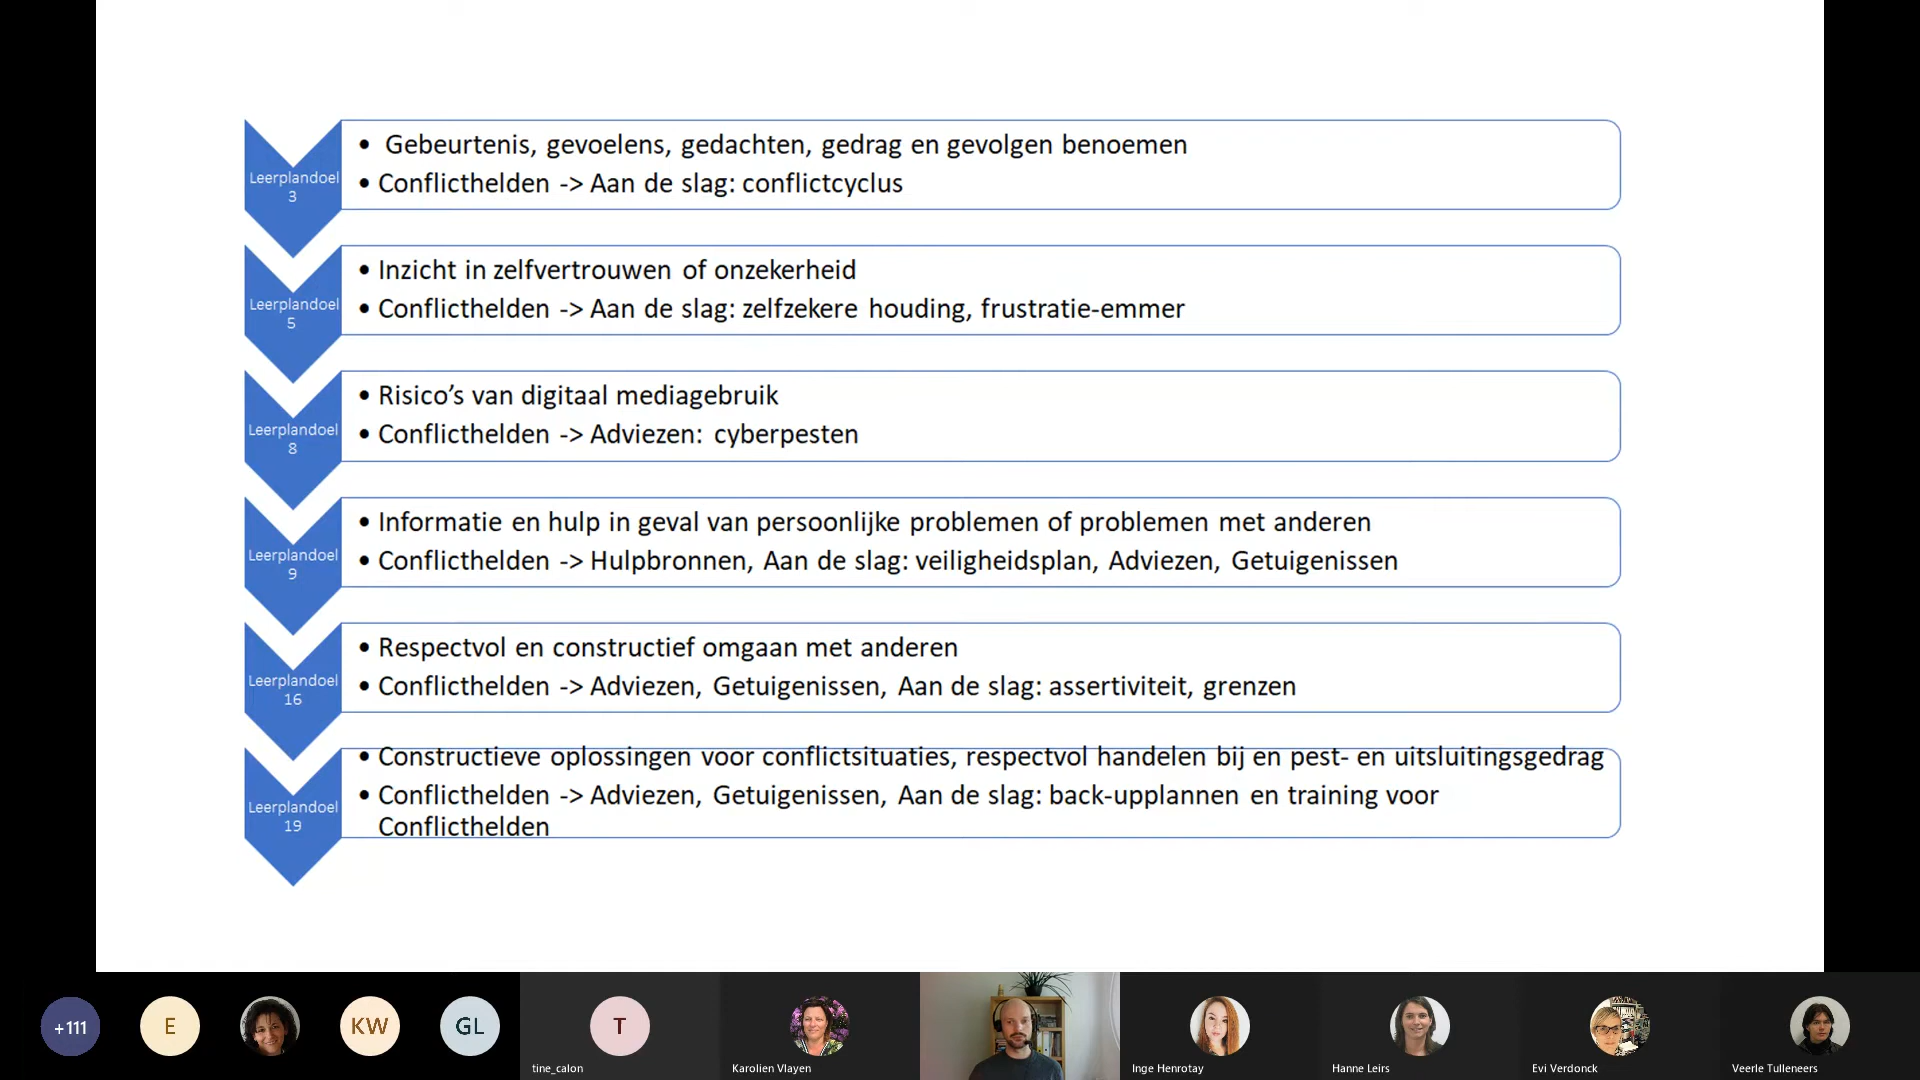 Leerplandoel
3
• Gebeurtenis, gevoelens, gedachten, gedrag en gevolgen benoemen
• Conflicthelden -> Aan de slag: conflictcyclus
Leerplandoel
5
• Inzicht in zelfvertrouwen of onzekerheid
• Conflicthelden -> Aan de slag: zelfzekere houding, frustratie-emmer
Leerplandoel
8
• Risico’s van digitaal mediagebruik
• Conflicthelden -> Adviezen: cyberpesten
Leerplandoel
9
• Informatie en hulp in geval van persoonlijke problemen of problemen met anderen
• Conflicthelden -> Hulpbronnen, Aan de slag: veiligheidsplan, Adviezen, Getuigenissen
Leerplandoel
16
• Respectvol en constructief omgaan met anderen
• Conflicthelden -> Adviezen, Getuigenissen, Aan de slag: assertiviteit, grenzen
Leerplandoel
19
• Constructieve oplossingen voor conflictsituaties, respectvol handelen bij en pest- en uitsluitingsgedrag
• Conflicthelden -> Adviezen, Getuigenissen, Aan de slag: back-upplannen en training voor
Conflicthelden
+111
E
KW
GL
T
tine_calon
Karolien Vlayen
Inge Henrotay
Hanne Leirs
Evi Verdonck
Veerle Tulleneers